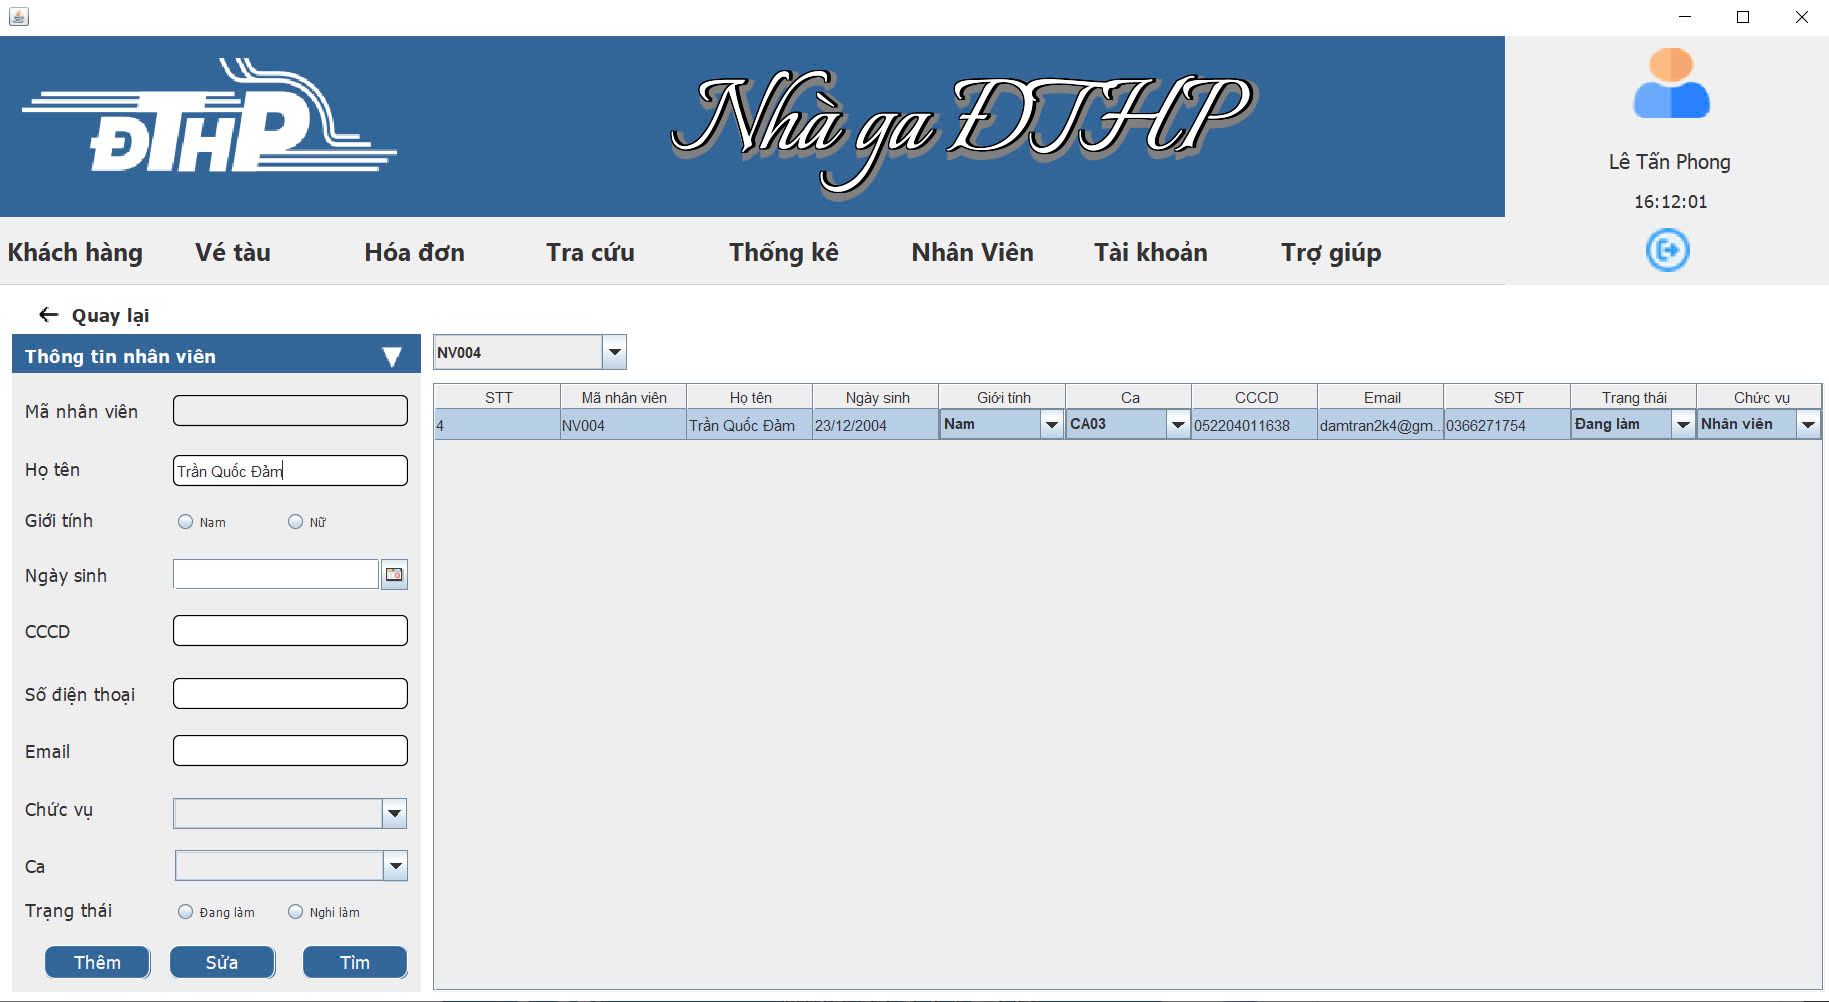 ĐTHP
Nhà ga ĐTHP
Lê Tấn Phong
16:12:01
Khách hàng Vé tàu Hóa đơn Tra cứu Thống kê Nhân Viên Tài khoản Trợ giúp
Quay lại
Thông tin nhân viên
Mã nhân viên
Họ tên Trần Quốc Đảm
Giới tính Nam Nữ
Ngày sinh
CCCD
Số điện thoại
Email
Chức vụ
Ca
Trạng thái Đang làm Nghỉ làm
Thêm Sửa Tìm
NV004
STT Mã nhân viên Họ tên Ngày sinh Giới tính Ca CCCD Email SĐT Trạng thái Chức vụ
4 NV004 Trần Quốc Đảm 23/12/2004 Nam CA03 052204011638 damtran2k4@gm... 0366271754 Đang làm Nhân viên